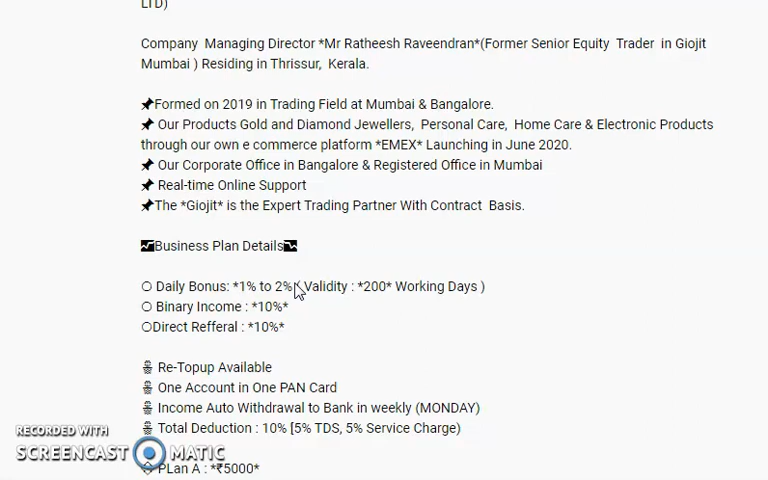 LTD)
Company Managing Director *Mr Ratheesh Raveendran*(Former Senior Equity Trader in Giojit
Mumbai ) Residing in Thrissur, Kerala.
📌Formed on 2019 in Trading Field at Mumbai & Bangalore.
📌 Our Products Gold and Diamond Jewellers, Personal Care, Home Care & Electronic Products
through our own e commerce platform *EMEX* Launching in June 2020.
📌 Our Corporate Office in Bangalore & Registered Office in Mumbai
📌 Real-time Online Support
📌The *Giojit* is the Expert Trading Partner With Contract Basis.
Business Plan Details
○ Daily Bonus: *1% to 2%( Validity : *200* Working Days )
○ Binary Income : *10%*
○Direct Refferal : *10%*
Re-Topup Available
One Account in One PAN Card
Income Auto Withdrawal to Bank in weekly (MONDAY)
Total Deduction : 10% [5% TDS, 5% Service Charge)
PLan A : *₹5000*
RECORDED WITH
SCREENCAST MATIC